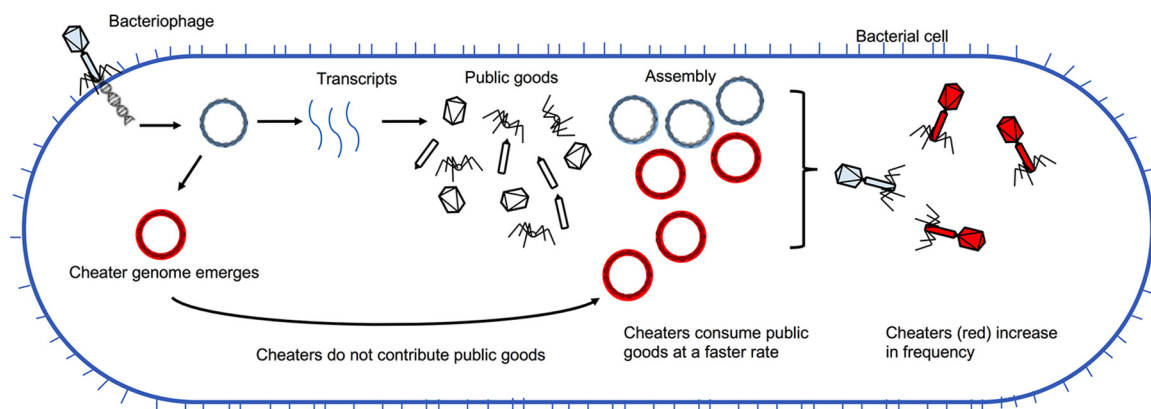 Bacteriophage
Bacterial cell
Transcripts
Public goods
Assembly
Cheater genome emerges
Cheaters do not contribute public goods
Cheaters consume public
goods at a faster rate
Cheaters (red) increase
in frequency